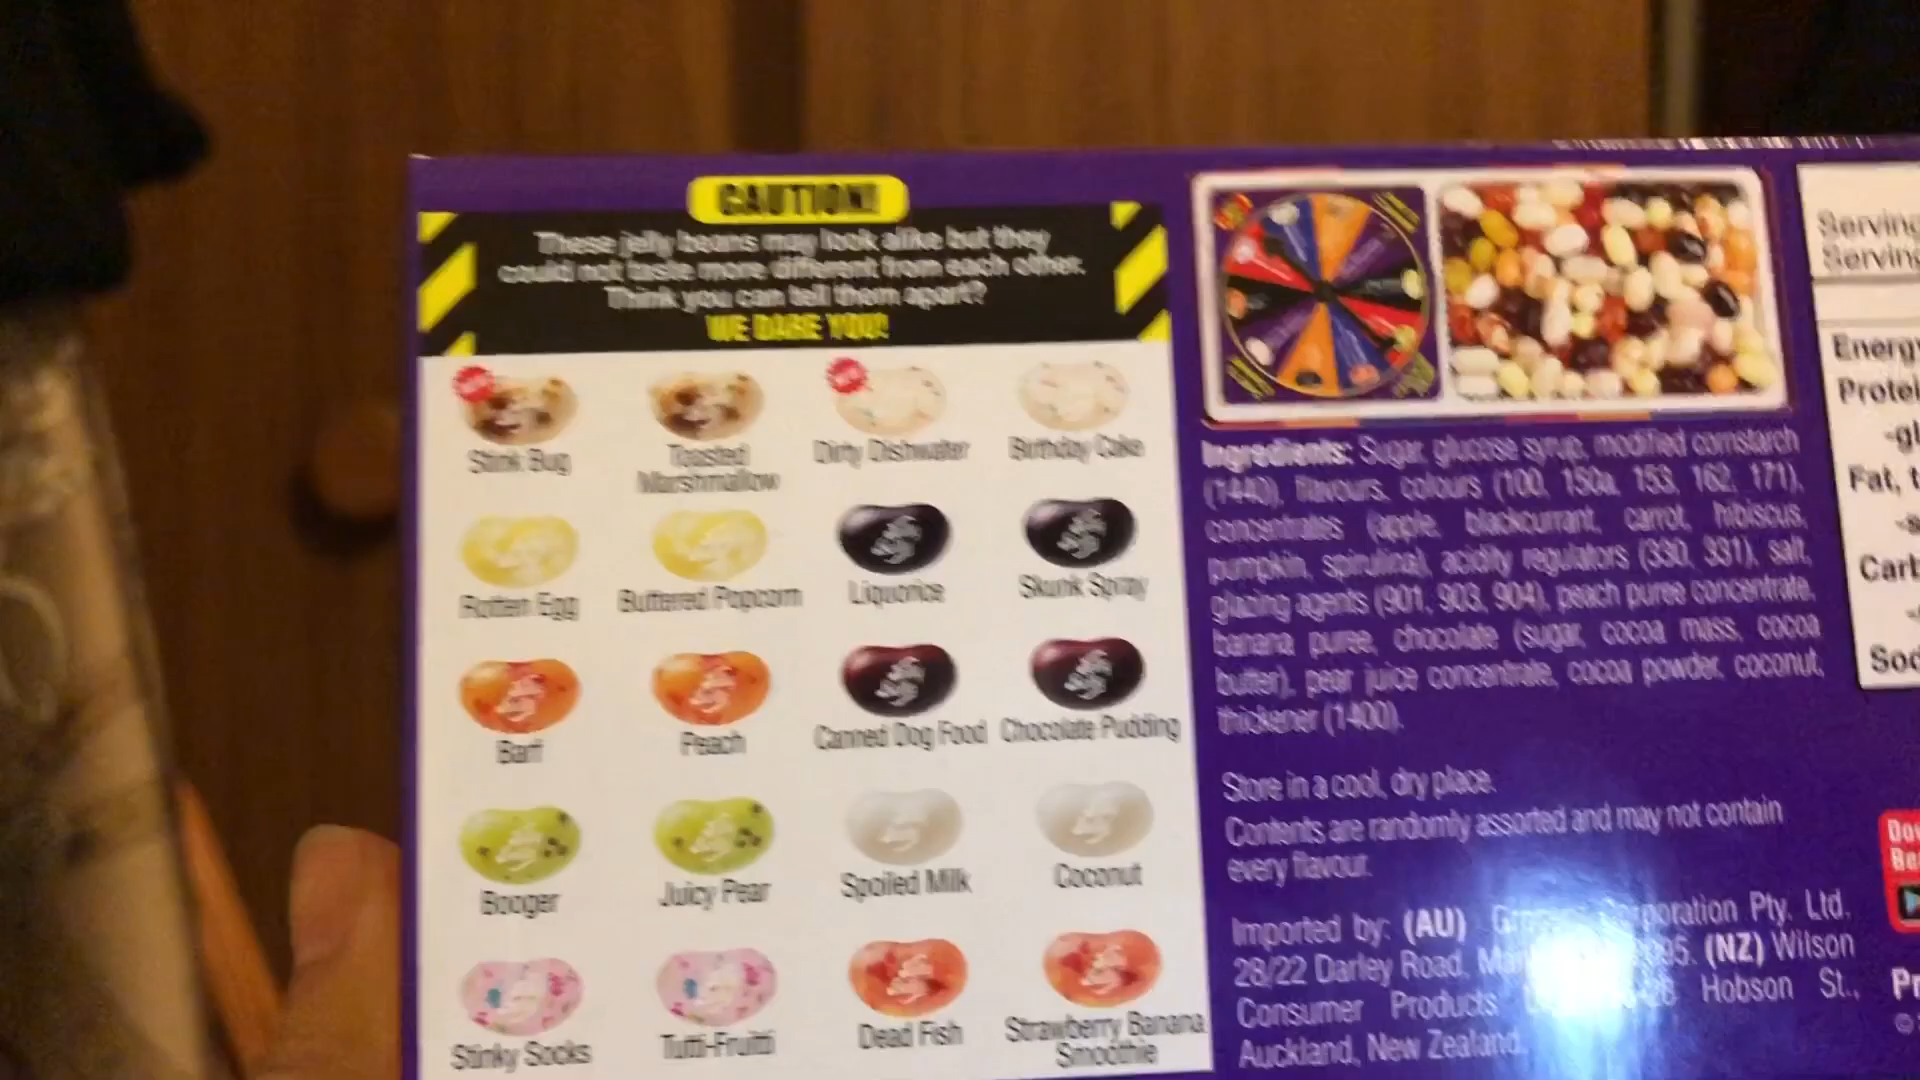 CAUTION!
These jelly beans may look alike but they
could not taste more different from each other.
Think you can tell them apart?
WE DARE YOU!
Stink Bug
Toasted
Marshmallow
Dirty Dishwater
Birthday Cake
Rotten Egg
Buttered Popcorn
Liquorice
Skunk Spray
Barf
Peach
Canned Dog Food
Chocolate Pudding
Booger
Juicy Pear
Spoiled Milk
Coconut
Stinky Socks
Tutti-Fruitti
Dead Fish
Strawberry Banana
Smoothie
Ingredients: Sugar, glucose syrup, modified cornstarch
(1440), flavours, colours (100, 150a, 153, 162, 171),
concentrates (apple, blackcurrant, carrot, hibiscus,
pumpkin, spirulina), acidity regulators (330, 331), salt,
glazing agents (901, 903, 904), peach puree concentrate,
banana puree, chocolate (sugar, cocoa mass, cocoa
butter), pear juice concentrate, cocoa powder, coconut,
thickener (1400).
Store in a cool, dry place.
Contents are randomly assorted and may not contain
every flavour.
Imported by: (AU) Corporation Pty. Ltd.
28/22 Darley Road, (NZ) Wilson
Consumer Products Hobson St.,
Auckland, New Zealand.
Serving
Serving
Energy
Protei
-gl
Fat, t
-s
Carb
Sod
Dow
Be
Pr